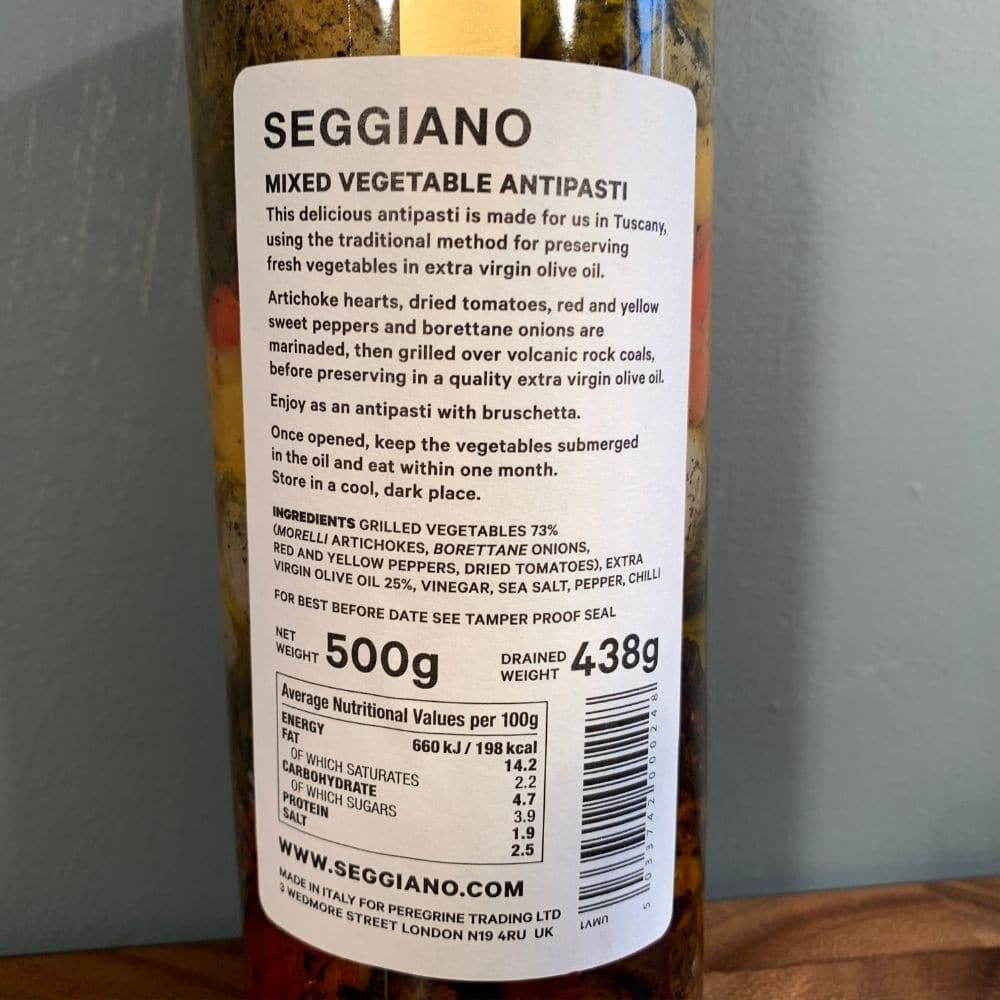 SEGGIANO
MIXED VEGETABLE ANTIPASTI
This delicious antipasti is made for us in Tuscany,
using the traditional method for preserving
fresh vegetables in extra virgin olive oil.
Artichoke hearts, dried tomatoes, red and yellow
sweet peppers and borettane onions are
marinaded, then grilled over volcanic rock coals,
before preserving in a quality extra virgin olive oil.
Enjoy as an antipasti with bruschetta.
Once opened, keep the vegetables submerged
in the oil and eat within one month.
Store in a cool, dark place.
INGREDIENTS GRILLED VEGETABLES 73%
(MORELLI ARTICHOKES, BORETTANE ONIONS,
RED AND YELLOW PEPPERS, DRIED TOMATOES), EXTRA
VIRGIN OLIVE OIL 25%, VINEGAR, SEA SALT, PEPPER, CHILLI
FOR BEST BEFORE DATE SEE TAMPER PROOF SEAL
NET WEIGHT 500g DRAINED WEIGHT 438g
Average Nutritional Values per 100g
ENERGY 660 kJ / 198 kcal
FAT 14.2
OF WHICH SATURATES 2.2
CARBOHYDRATE 4.7
OF WHICH SUGARS 3.9
PROTEIN 1.9
SALT 2.5
WWW.SEGGIANO.COM
MADE IN ITALY FOR PEREGRINE TRADING LTD
3 WEDMORE STREET LONDON N19 4RU UK
UMV1
5 033742 000248